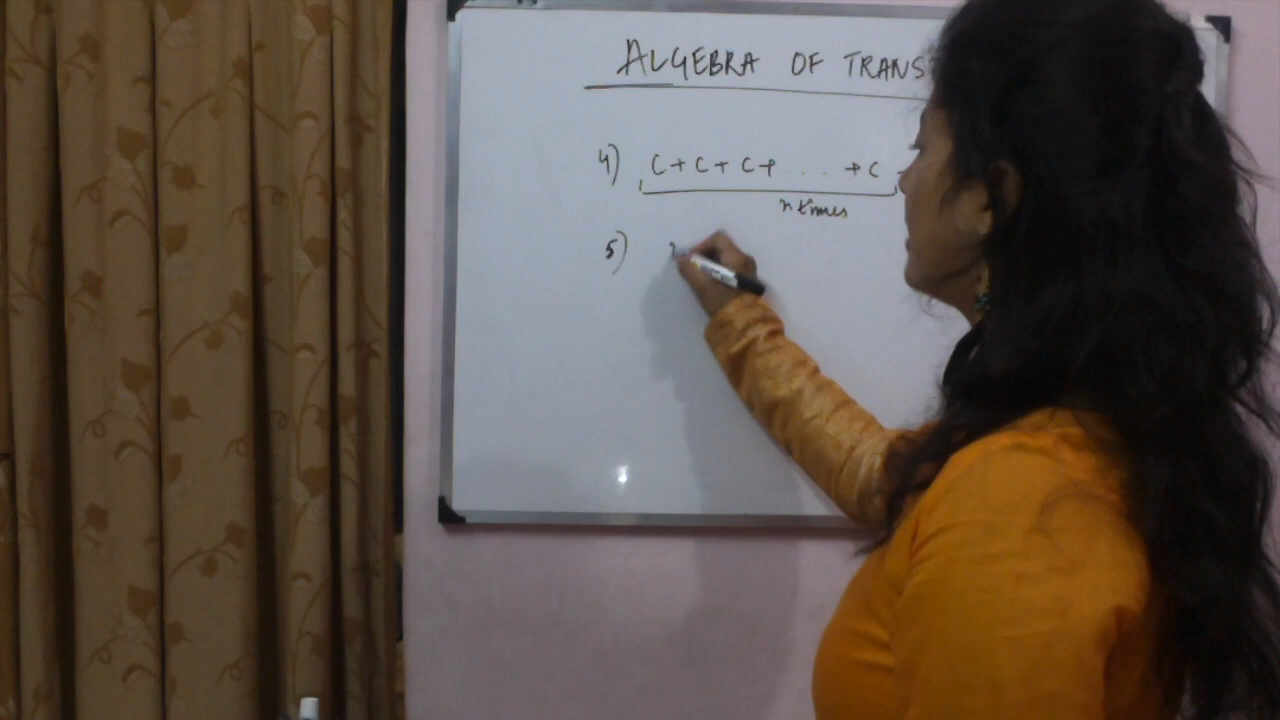 ALGEBRA OF TRANS
4) C + C + C + . . . + C
n times
5)